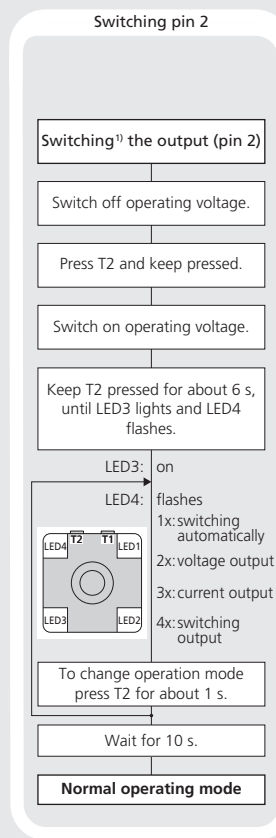 Switching pin 2
Switching¹⁾ the output (pin 2)
Switch off operating voltage.
Press T2 and keep pressed.
Switch on operating voltage.
Keep T2 pressed for about 6 s,
until LED3 lights and LED4
flashes.
LED3: on
LED4: flashes
1x: switching
automatically
2x: voltage output
3x: current output
4x: switching
output
T2 T1
LED4 LED1
LED3 LED2
To change operation mode
press T2 for about 1 s.
Wait for 10 s.
Normal operating mode